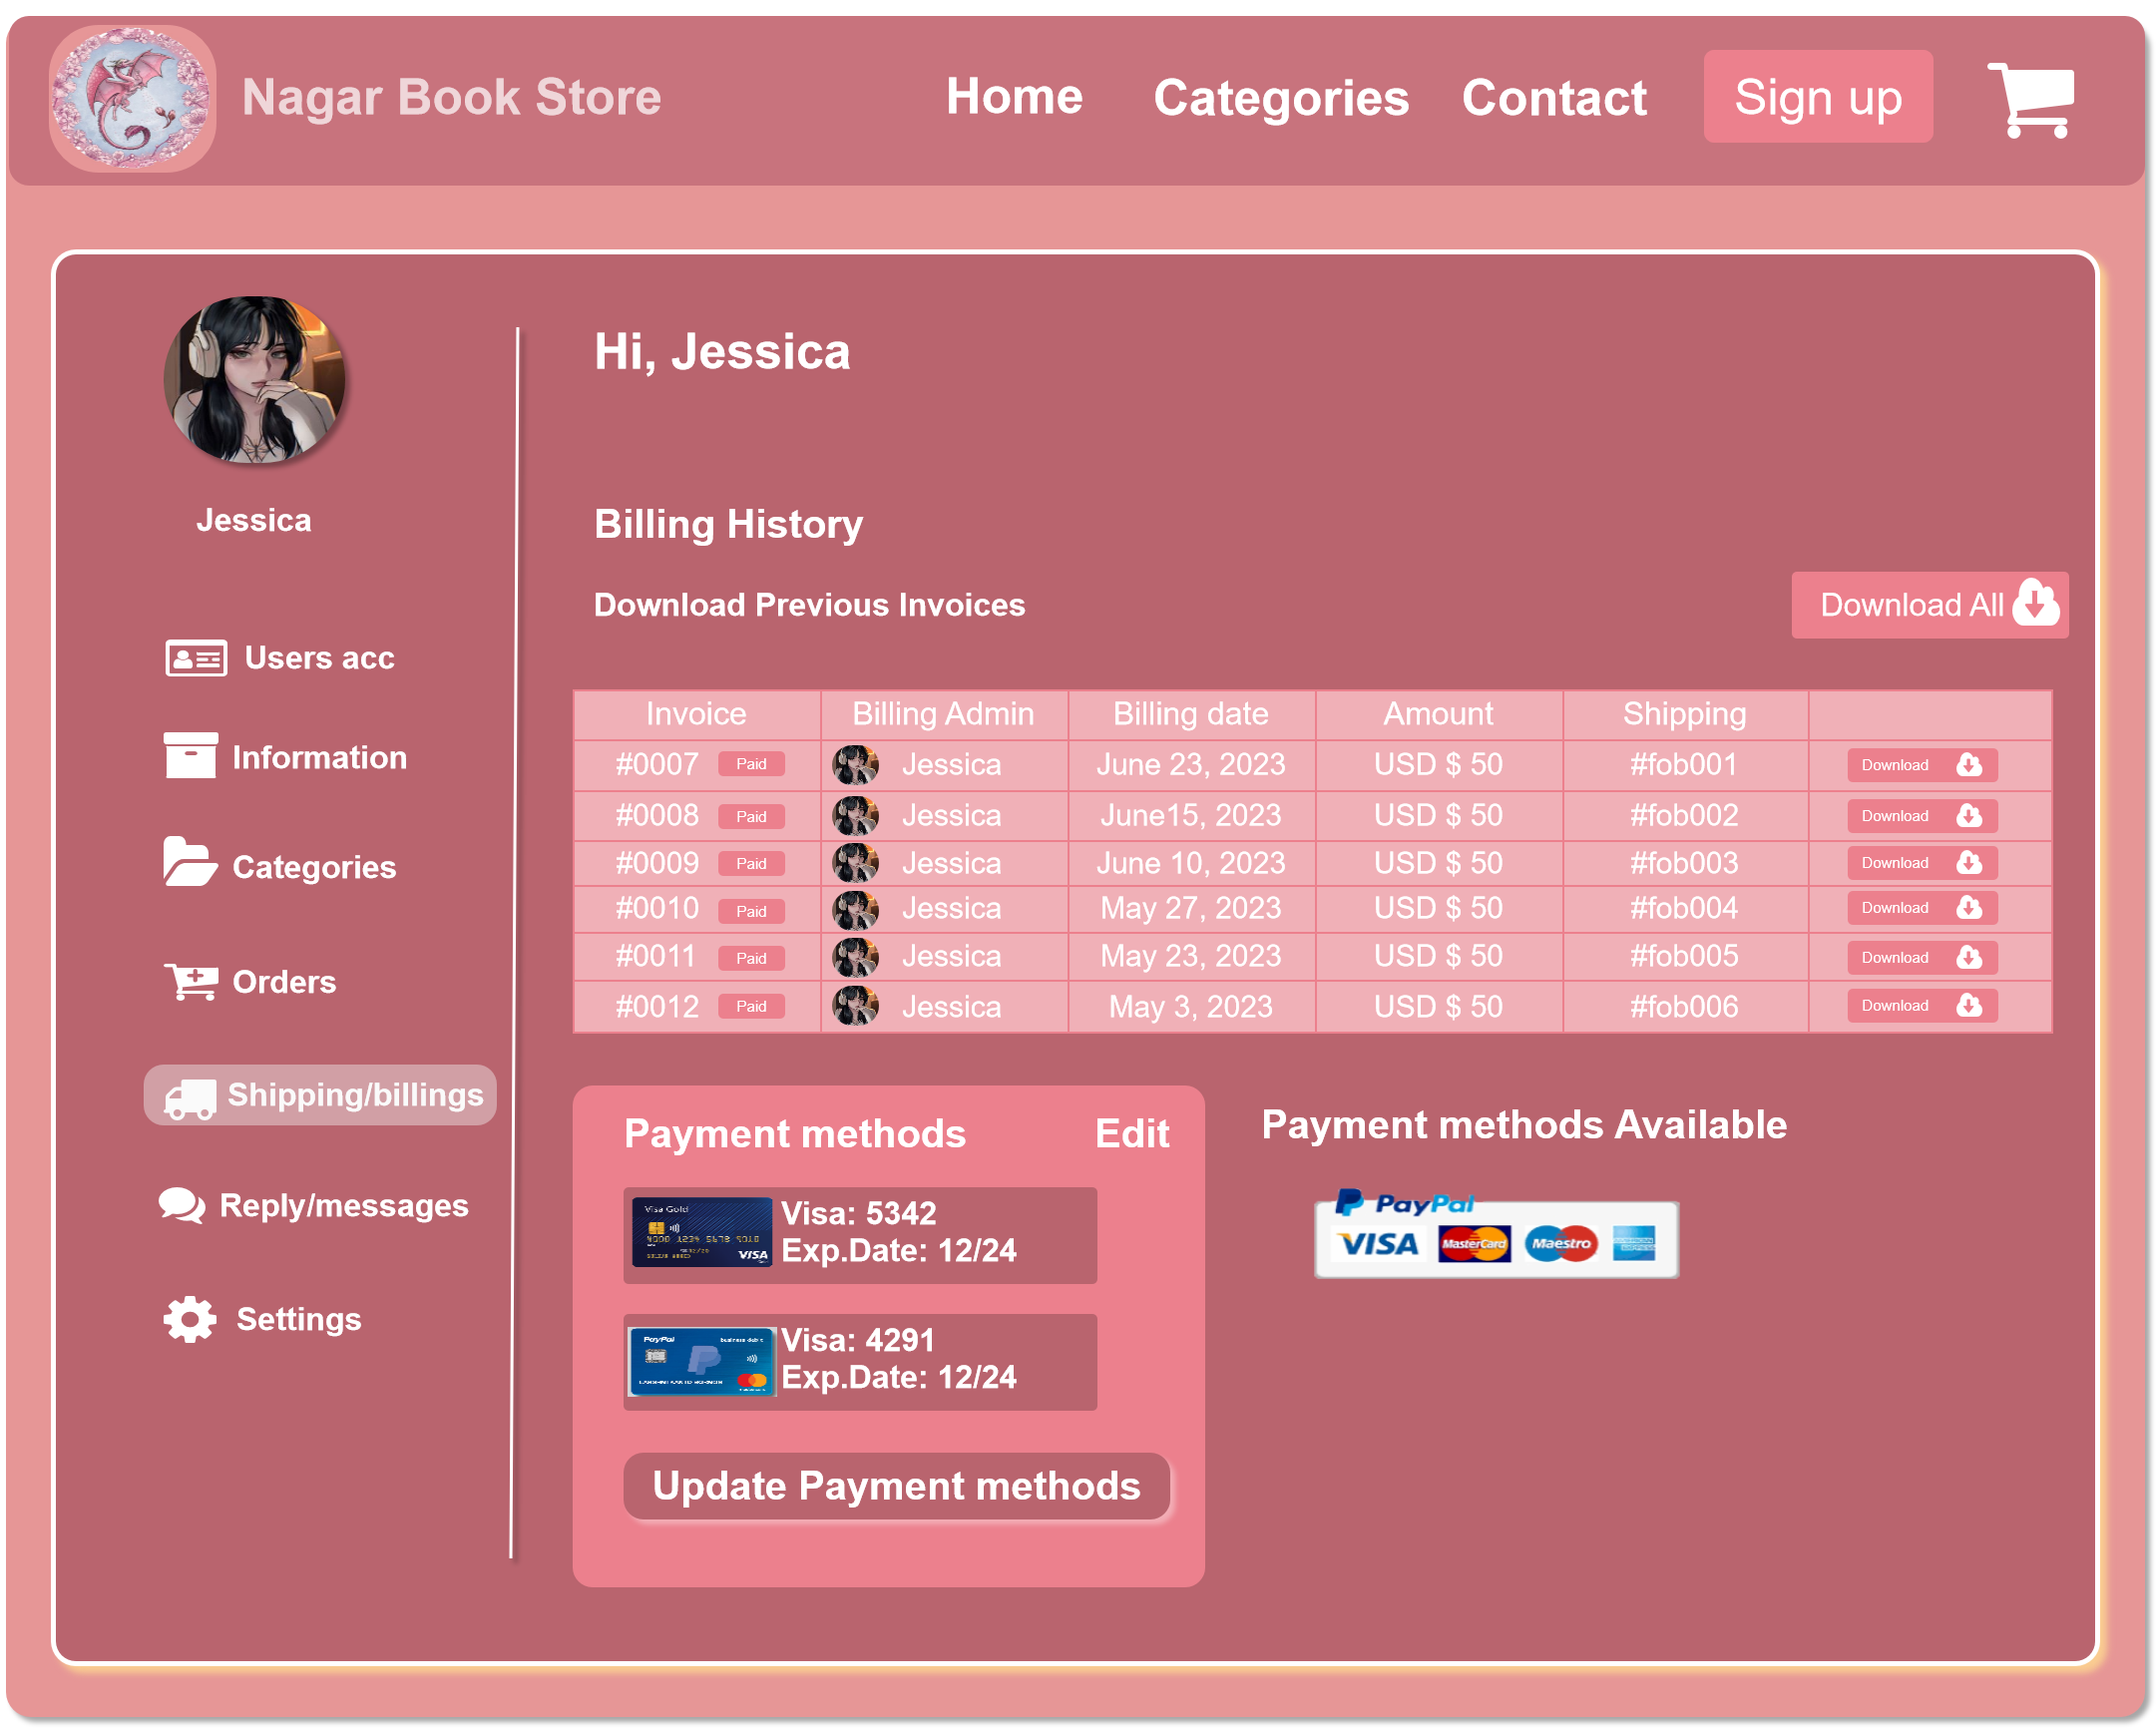 Nagar Book Store
Home Categories Contact Sign up
Hi, Jessica
Jessica
Billing History
Download Previous Invoices
Download All
Users acc
Information
Categories
Orders
Shipping/billings
Reply/messages
Settings
Invoice Billing Admin Billing date Amount Shipping
#0007 Paid Jessica June 23, 2023 USD $ 50 #fob001 Download
#0008 Paid Jessica June15, 2023 USD $ 50 #fob002 Download
#0009 Paid Jessica June 10, 2023 USD $ 50 #fob003 Download
#0010 Paid Jessica May 27, 2023 USD $ 50 #fob004 Download
#0011 Paid Jessica May 23, 2023 USD $ 50 #fob005 Download
#0012 Paid Jessica May 3, 2023 USD $ 50 #fob006 Download
Payment methods Edit
Visa Gold
VISA
Visa: 5342
Exp.Date: 12/24
PayPal
Visa: 4291
Exp.Date: 12/24
Update Payment methods
Payment methods Available
PayPal
VISA MasterCard Maestro